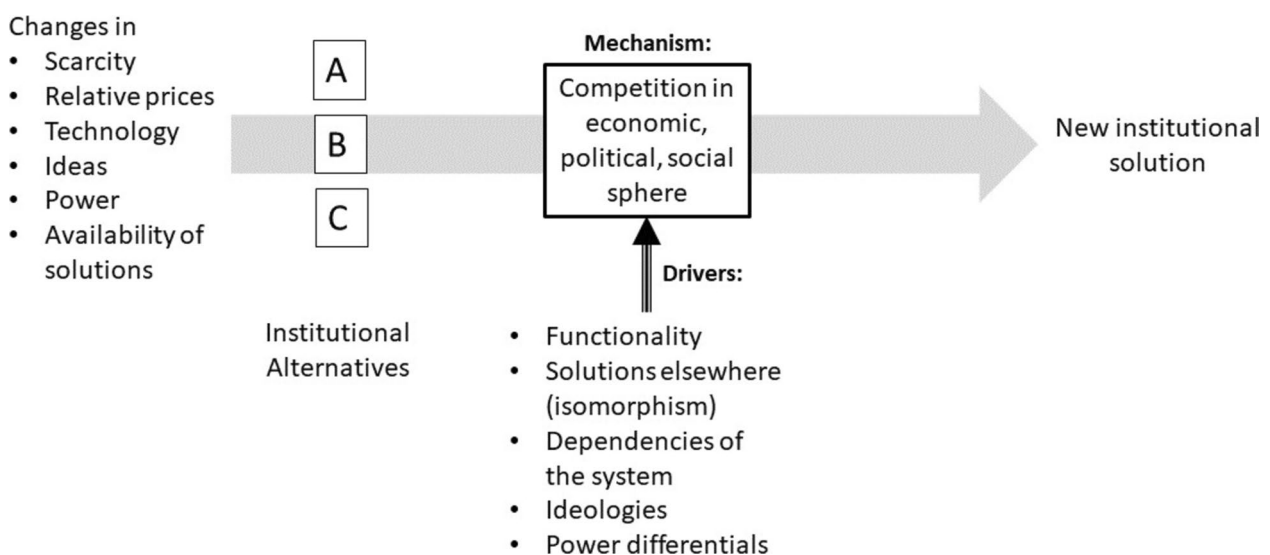 Changes in
• Scarcity
• Relative prices
• Technology
• Ideas
• Power
• Availability of
solutions
A
B
C
Institutional
Alternatives
Mechanism:
Competition in
economic,
political, social
sphere
Drivers:
• Functionality
• Solutions elsewhere
(isomorphism)
• Dependencies of
the system
• Ideologies
• Power differentials
New institutional
solution